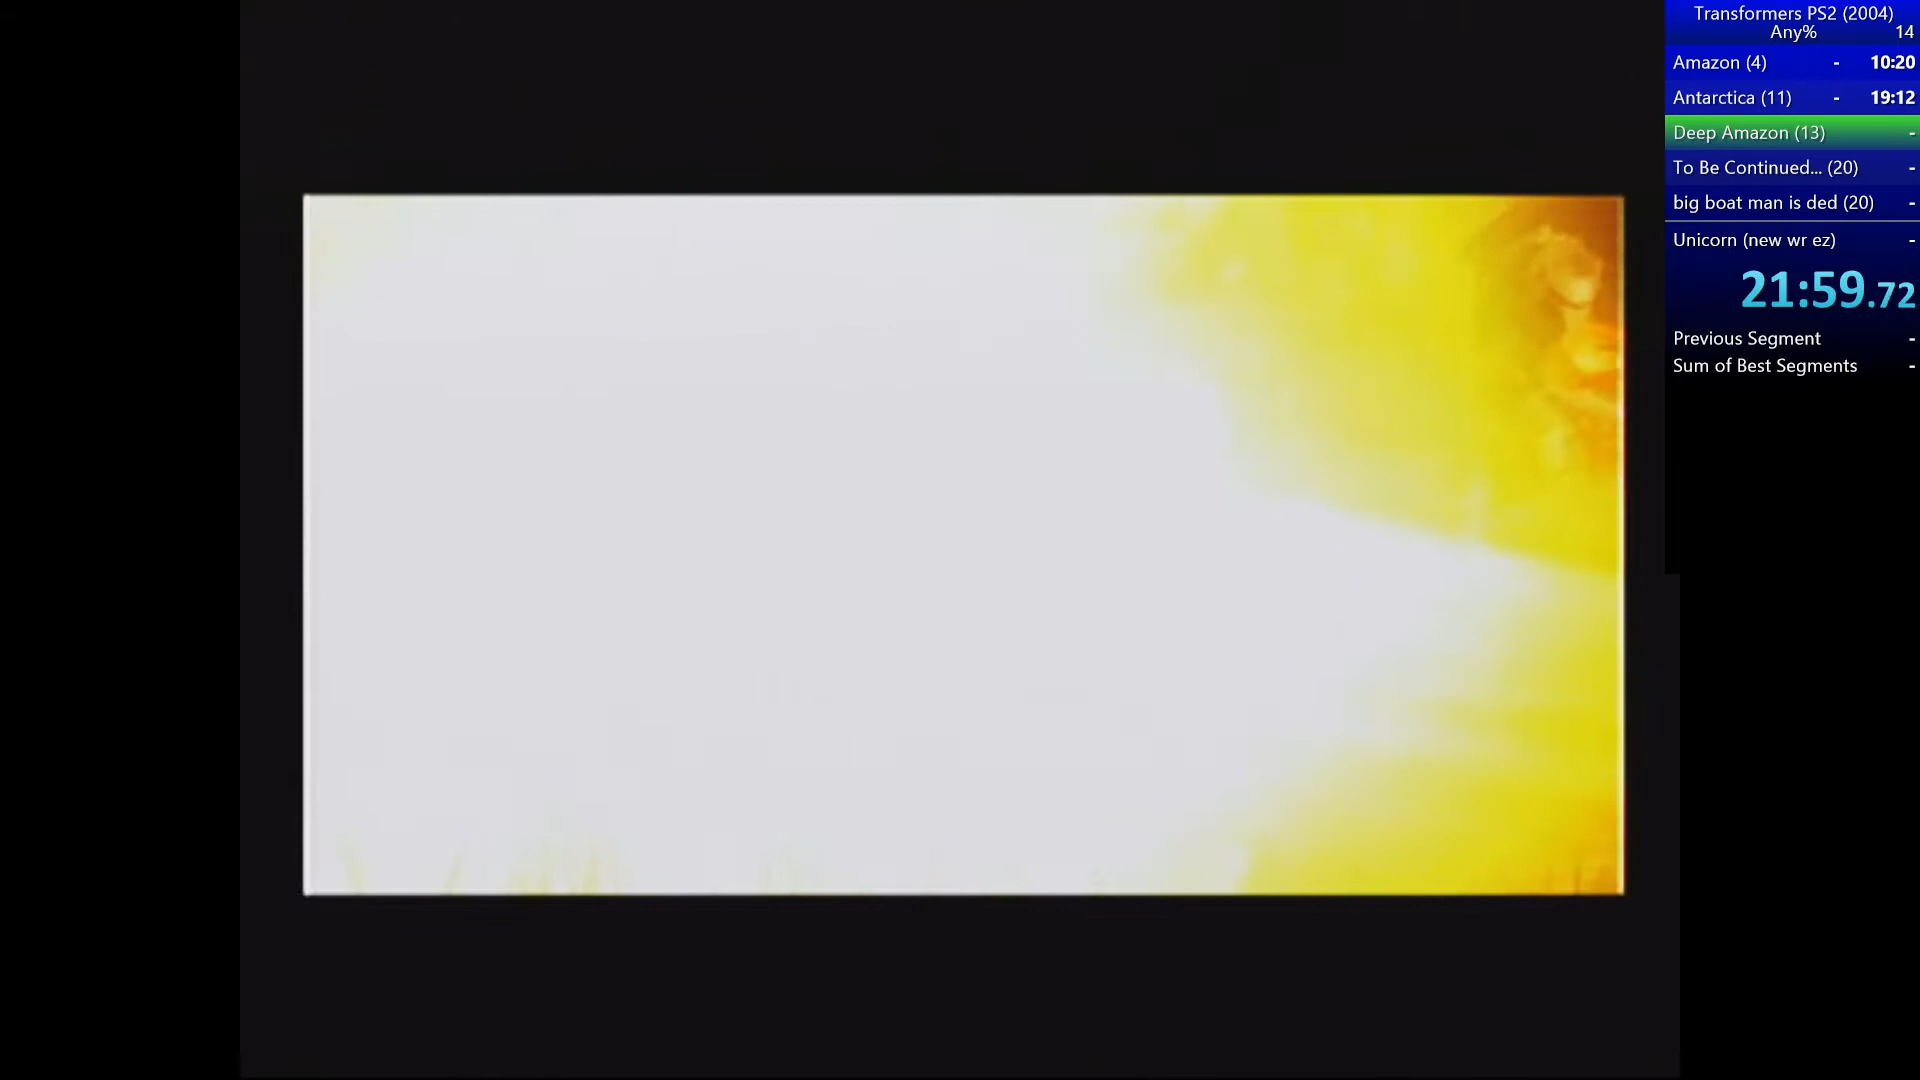 Transformers PS2 (2004)
Any% 14
Amazon (4) - 10:20
Antarctica (11) - 19:12
Deep Amazon (13) -
To Be Continued... (20) -
big boat man is ded (20) -
Unicorn (new wr ez) -
21:59.72
Previous Segment -
Sum of Best Segments -